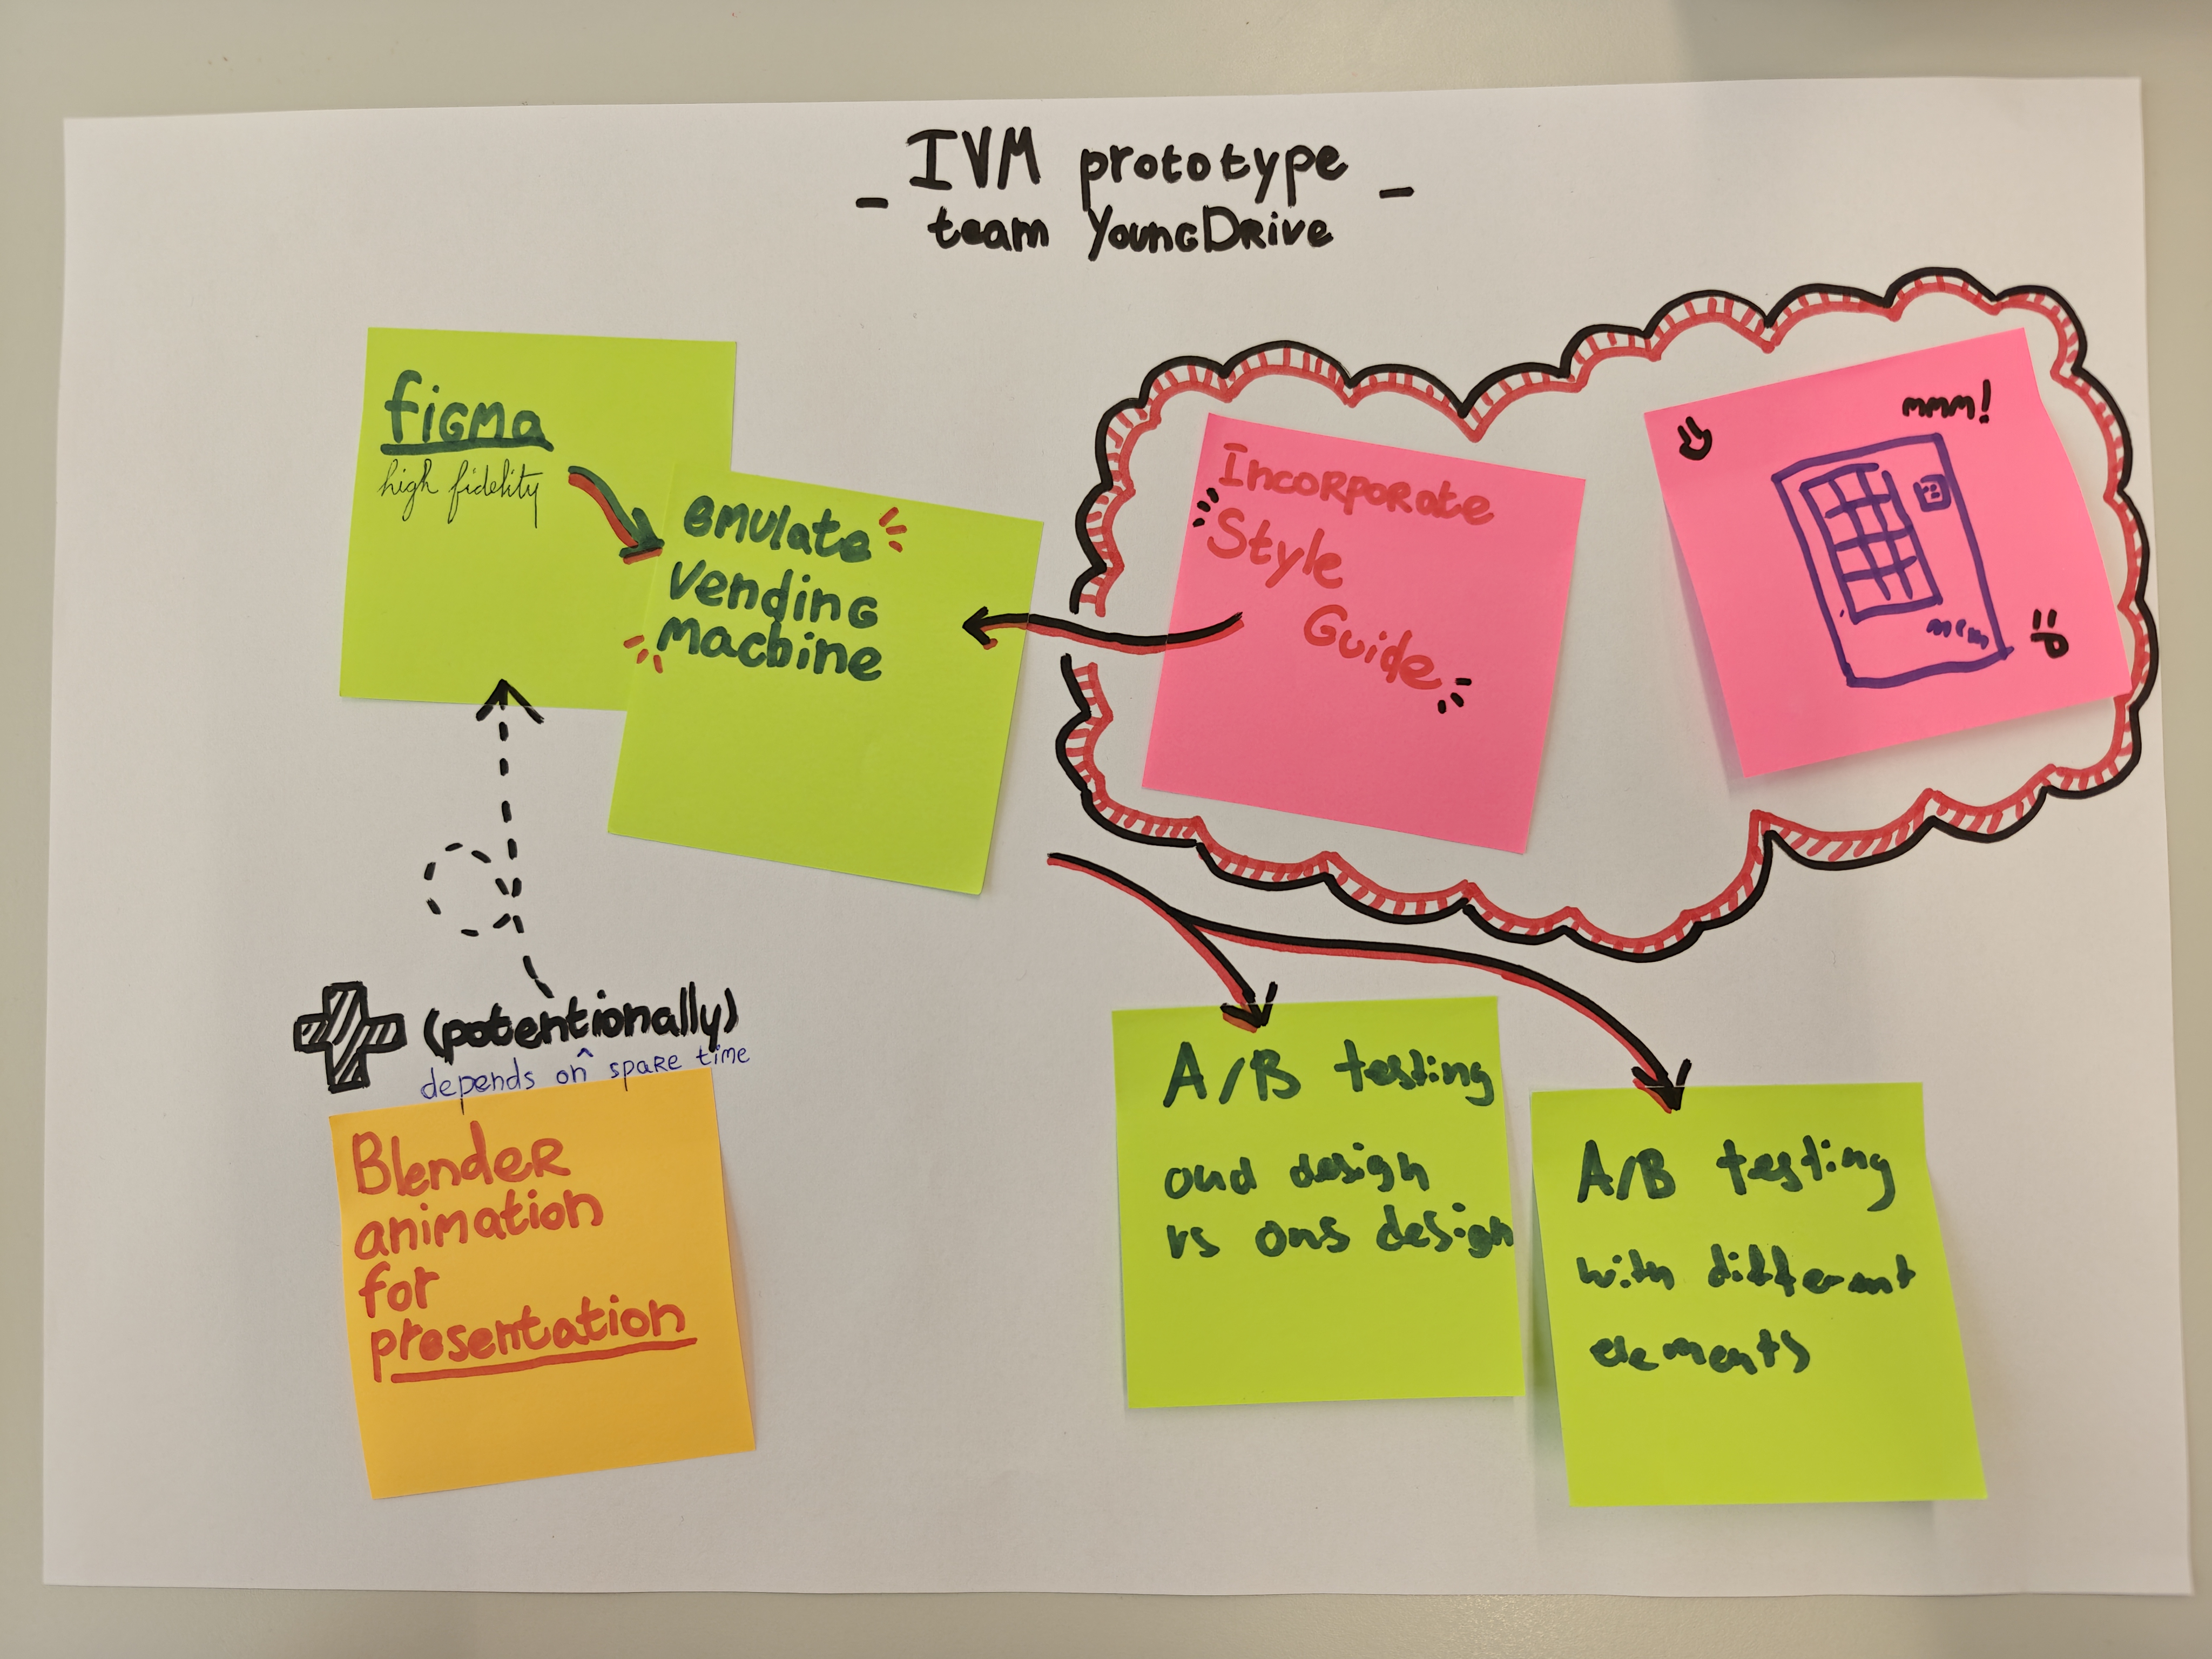 IVM prototype
team YoungDrive
figma
high fidelity
emulate
vending
machine
Incorporate
Style
Guide
mmm!
(potentionally)
depends on^ spare time
Blender
animation
for
presentation
A/B testing
oud design
vs ons design
A/B testing
with different
elements